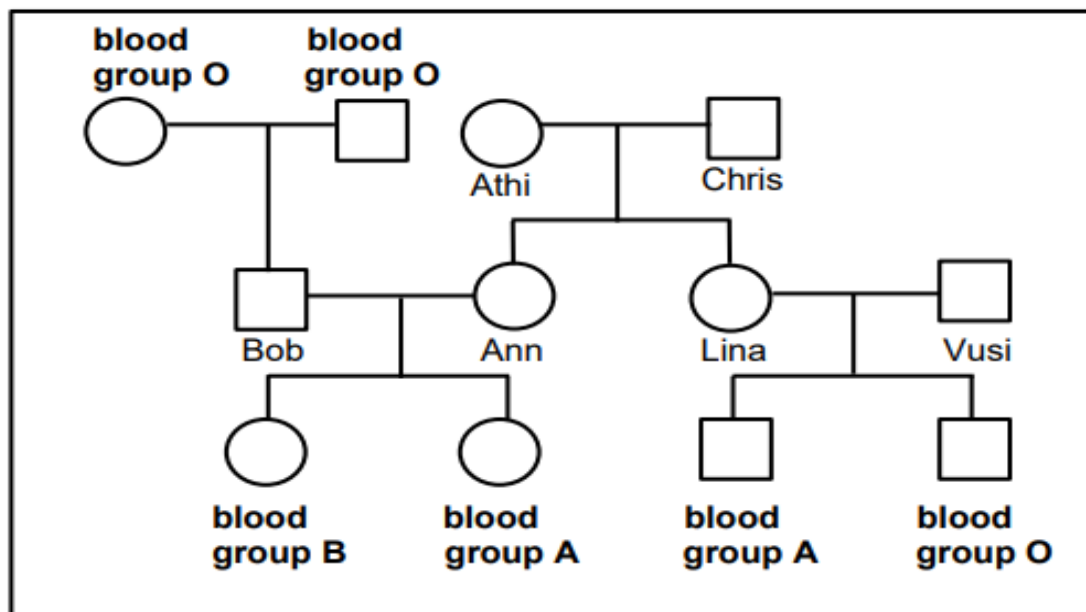 blood
group O
blood
group O
Athi
Chris
Bob
Ann
Lina
Vusi
blood
group B
blood
group A
blood
group A
blood
group O